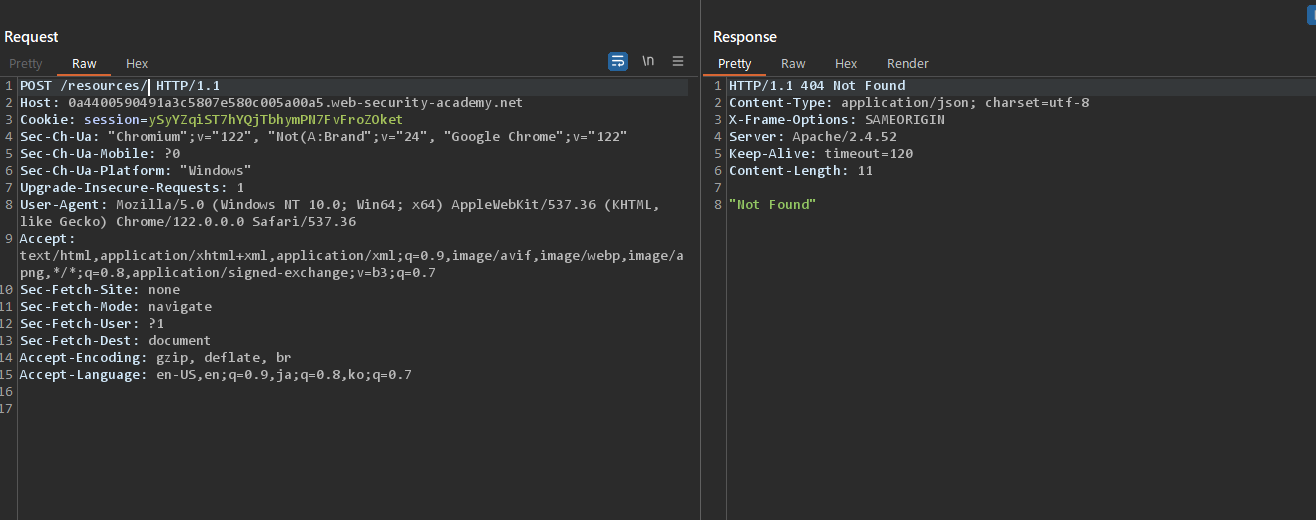 Request
Pretty Raw Hex
\n
1 POST /resources/ HTTP/1.1
2 Host: 0a4400590491a3c5807e580c005a00a5.web-security-academy.net
3 Cookie: session=ySyYZqiST7hYQjTbhymPN7FvFroZOket
4 Sec-Ch-Ua: "Chromium";v="122", "Not(A:Brand";v="24", "Google Chrome";v="122"
5 Sec-Ch-Ua-Mobile: ?0
6 Sec-Ch-Ua-Platform: "Windows"
7 Upgrade-Insecure-Requests: 1
8 User-Agent: Mozilla/5.0 (Windows NT 10.0; Win64; x64) AppleWebKit/537.36 (KHTML,
like Gecko) Chrome/122.0.0.0 Safari/537.36
9 Accept:
text/html,application/xhtml+xml,application/xml;q=0.9,image/avif,image/webp,image/a
png,*/*;q=0.8,application/signed-exchange;v=b3;q=0.7
10 Sec-Fetch-Site: none
11 Sec-Fetch-Mode: navigate
12 Sec-Fetch-User: ?1
13 Sec-Fetch-Dest: document
14 Accept-Encoding: gzip, deflate, br
15 Accept-Language: en-US,en;q=0.9,ja;q=0.8,ko;q=0.7
16
17
Response
Pretty Raw Hex Render
1 HTTP/1.1 404 Not Found
2 Content-Type: application/json; charset=utf-8
3 X-Frame-Options: SAMEORIGIN
4 Server: Apache/2.4.52
5 Keep-Alive: timeout=120
6 Content-Length: 11
7
8 "Not Found"